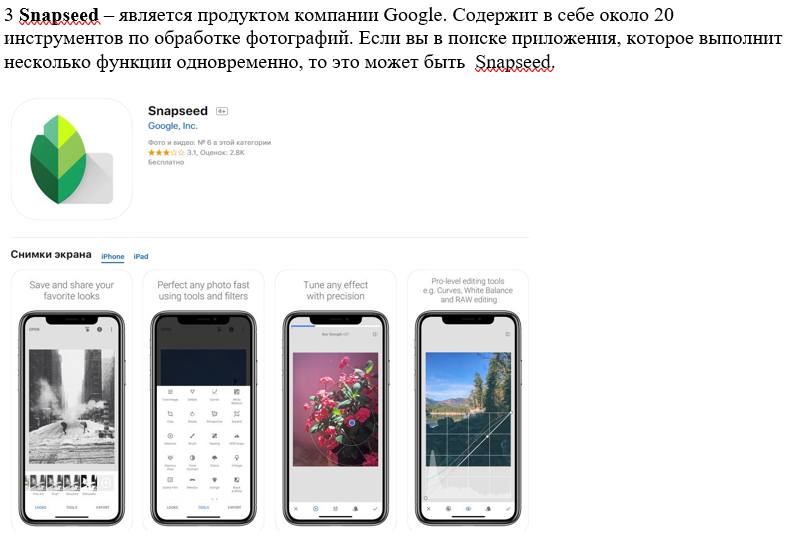 3 Snapseed – является продуктом компании Google. Содержит в себе около 20
инструментов по обработке фотографий. Если вы в поиске приложения, которое выполнит
несколько функции одновременно, то это может быть Snapseed.
Snapseed 4+
Google, Inc.
Фото и видео: № 6 в этой категории
★★★☆☆ 3.1, Оценок: 2.8K
Бесплатно
Снимки экрана iPhone iPad
Save and share your
favorite looks
OPEN
LOOKS TOOLS EXPORT
Perfect any photo fast
using tools and filters
OPEN
LOOKS TOOLS EXPORT
Tune any effect
with precision
Pro-level editing tools
e.g. Curves, White Balance
and RAW editing